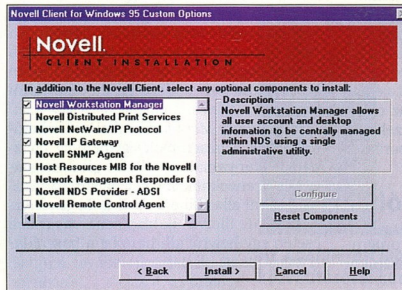 Novell Client for Windows 95 Custom Options
Novell.
CLIENT INSTALLATION
In addition to the Novell Client, select any optional components to install:
Novell Workstation Manager
Novell Distributed Print Services
Novell NetWare/IP Protocol
Novell IP Gateway
Novell SNMP Agent
Host Resources MIB for the Novell
Network Management Responder fo
Novell NDS Provider - ADSI
Novell Remote Control Agent
Description
Novell Workstation Manager allows
all user account and desktop
information to be centrally managed
within NDS using a single
administrative utility.
Configure
Reset Components
< Back
Install >
Cancel
Help